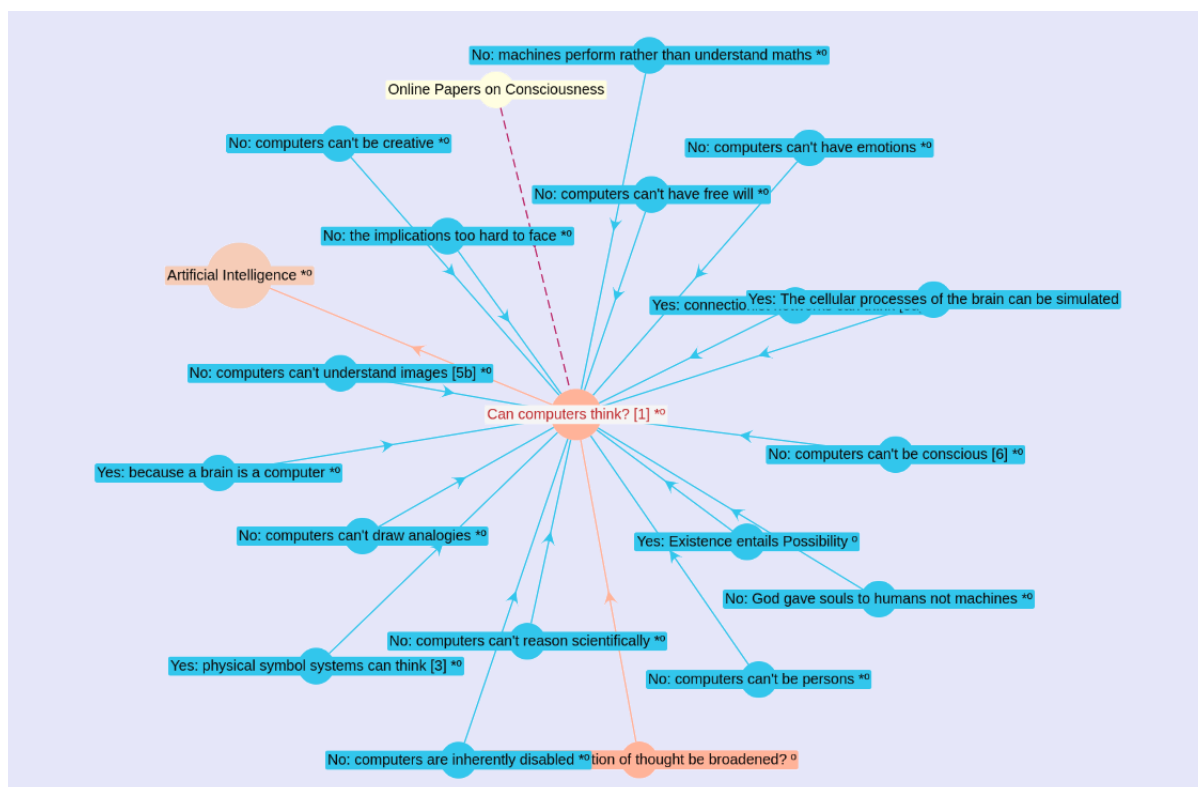 No: machines perform rather than understand maths *º
Online Papers on Consciousness
No: computers can't be creative *º
No: computers can't have emotions *º
No: computers can't have free will *º
No: the implications too hard to face *º
Artificial Intelligence *º
Yes: The cellular processes of the brain can be simulated
Yes:
No: computers can't understand images [5b] *º
Can computers think? [1] *º
No: computers can't be conscious [6] *º
Yes: because a brain is a computer *º
No: computers can't draw analogies *º
Yes: Existence entails Possibility º
No: God gave souls to humans not machines *º
No: computers can't reason scientifically *º
Yes: physical symbol systems can think [3] *º
No: computers can't be persons *º
No: computers are inherently disabled *º
of thought be broadened? º